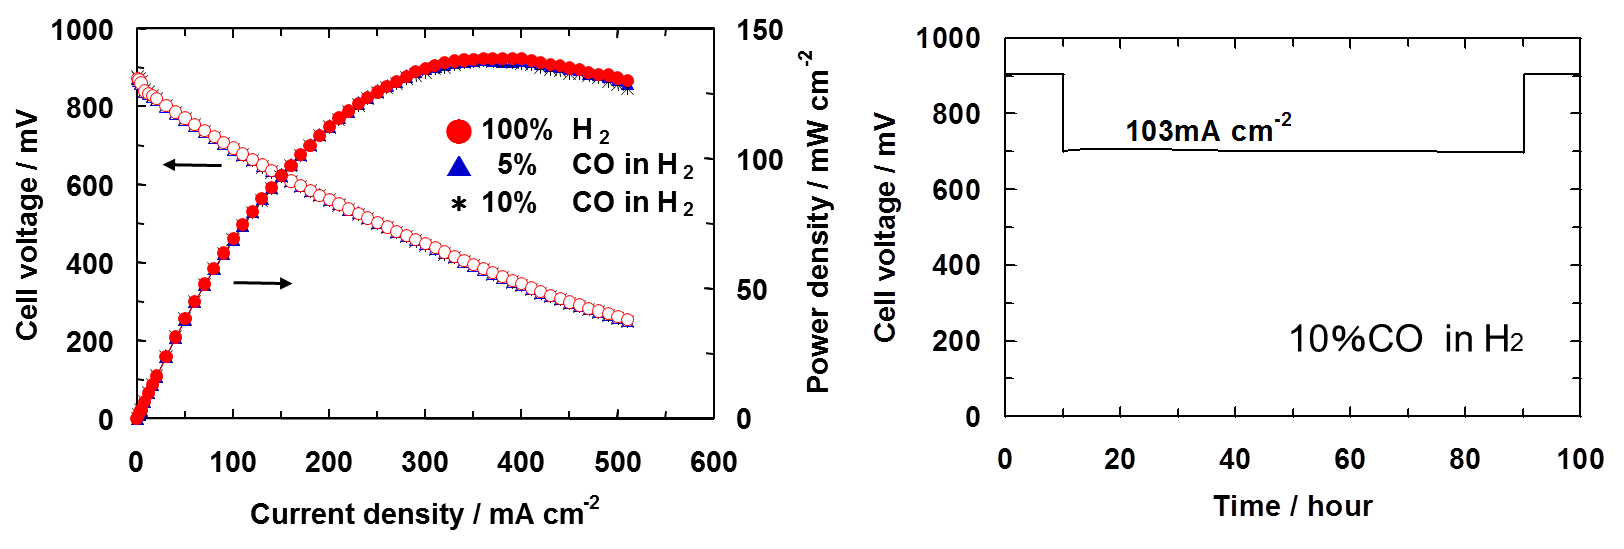 Cell voltage / mV
1000
800
600
400
200
0
0 100 200 300 400 500 600
Current density / mA cm-2
150
100
50
0
Power density / mW cm-2
100% H2
5% CO in H2
10% CO in H2
Cell voltage / mV
1000
800
600
400
200
0
103mA cm-2
10%CO in H2
0 20 40 60 80 100
Time / hour